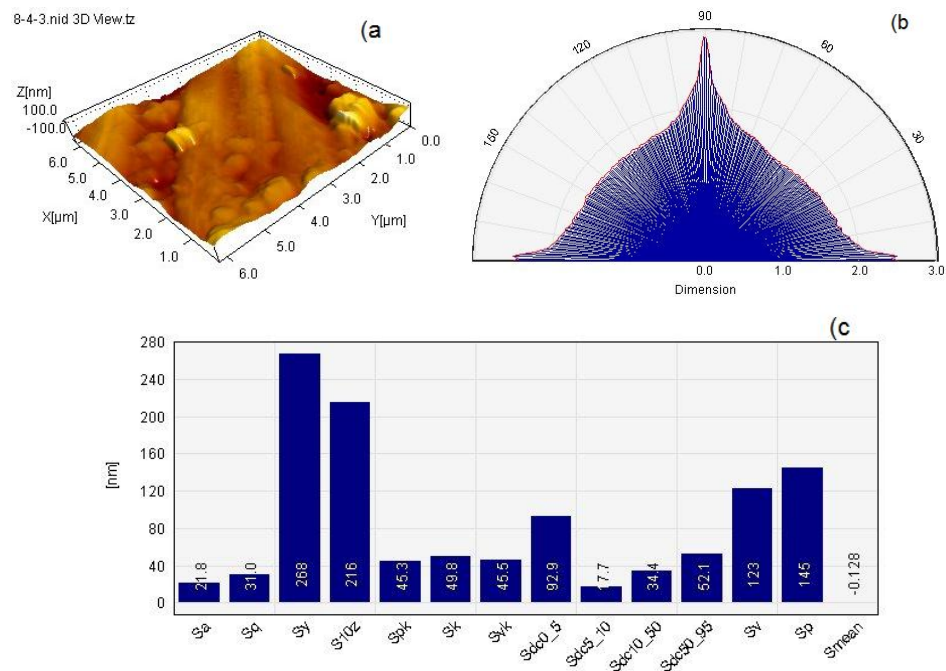 8-4-3.nid 3D View.tz
(a
Z[nm]
100.0
-100.0
6.0
5.0
4.0
3.0
2.0
1.0
X[µm]
0.0
1.0
2.0
3.0
4.0
5.0
6.0
Y[µm]
(b)
90
120
60
150
30
0.0 1.0 2.0 3.0
Dimension
(c
280
240
200
160
120
80
40
0
[nm]
21.8 31.0 268 216 45.3 49.8 45.5 92.9 17.7 34.4 52.1 123 145 -0.128
Sa Sq Sy S10z Spk Sk Svk Sdc0_5 Sdc5_10 Sdc10_50 Sdc50_95 Sv Sp Smean